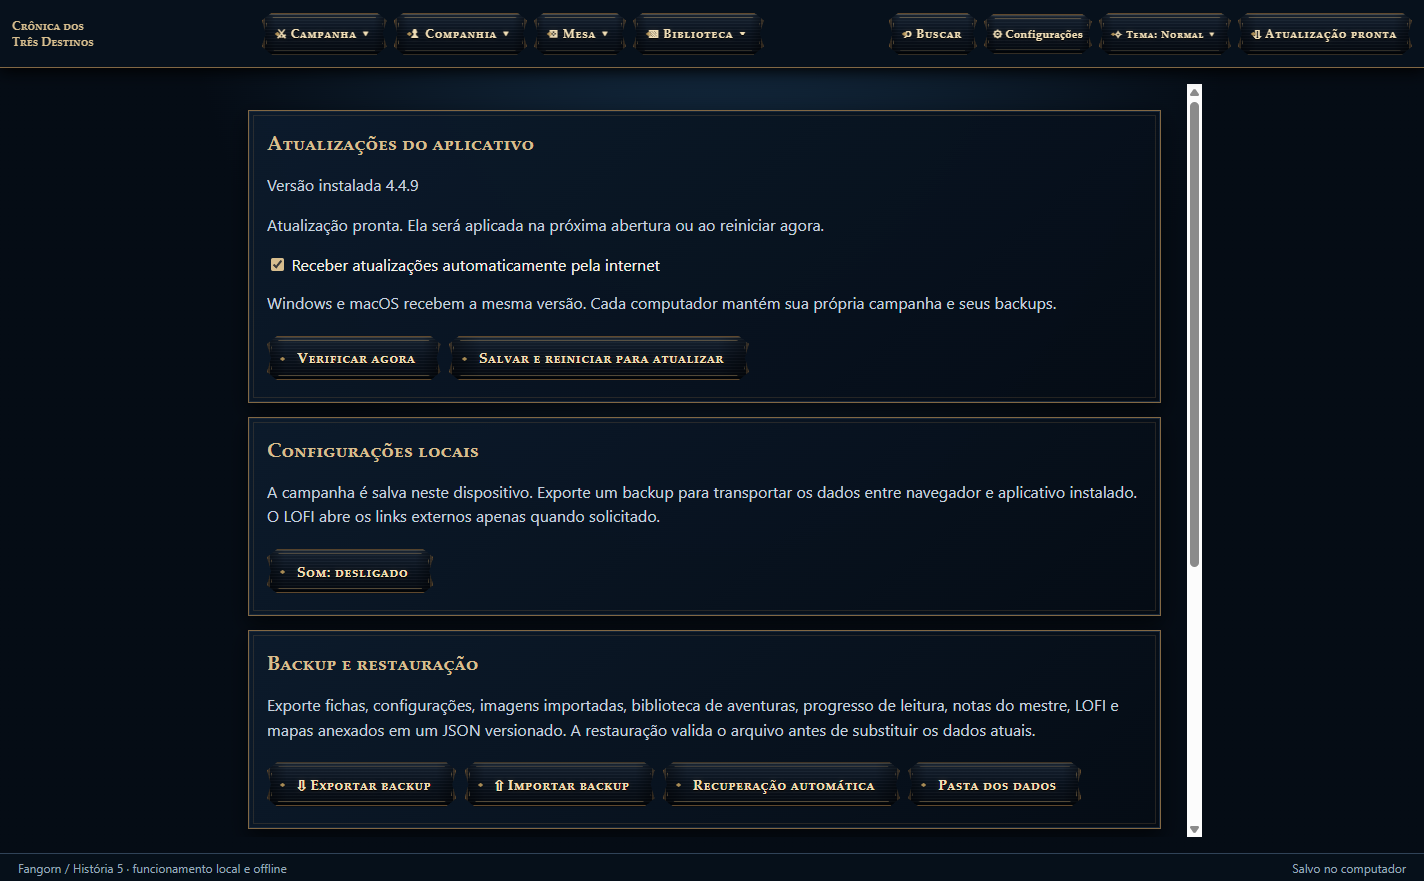 Crônica dos
Três Destinos
Campanha ▼
Companhia ▼
Mesa ▼
Biblioteca ▼
Buscar
Configurações
Tema: Normal ▼
Atualização pronta
Atualizações do aplicativo
Versão instalada 4.4.9
Atualização pronta. Ela será aplicada na próxima abertura ou ao reiniciar agora.
Receber atualizações automaticamente pela internet
Windows e macOS recebem a mesma versão. Cada computador mantém sua própria campanha e seus backups.
Verificar agora
Salvar e reiniciar para atualizar
Configurações locais
A campanha é salva neste dispositivo. Exporte um backup para transportar os dados entre navegador e aplicativo instalado.
O LOFI abre os links externos apenas quando solicitado.
Som: desligado
Backup e restauração
Exporte fichas, configurações, imagens importadas, biblioteca de aventuras, progresso de leitura, notas do mestre, LOFI e
mapas anexados em um JSON versionado. A restauração valida o arquivo antes de substituir os dados atuais.
⇩ Exportar backup
⇧ Importar backup
Recuperação automática
Pasta dos dados
Fangorn / História 5 · funcionamento local e offline
Salvo no computador